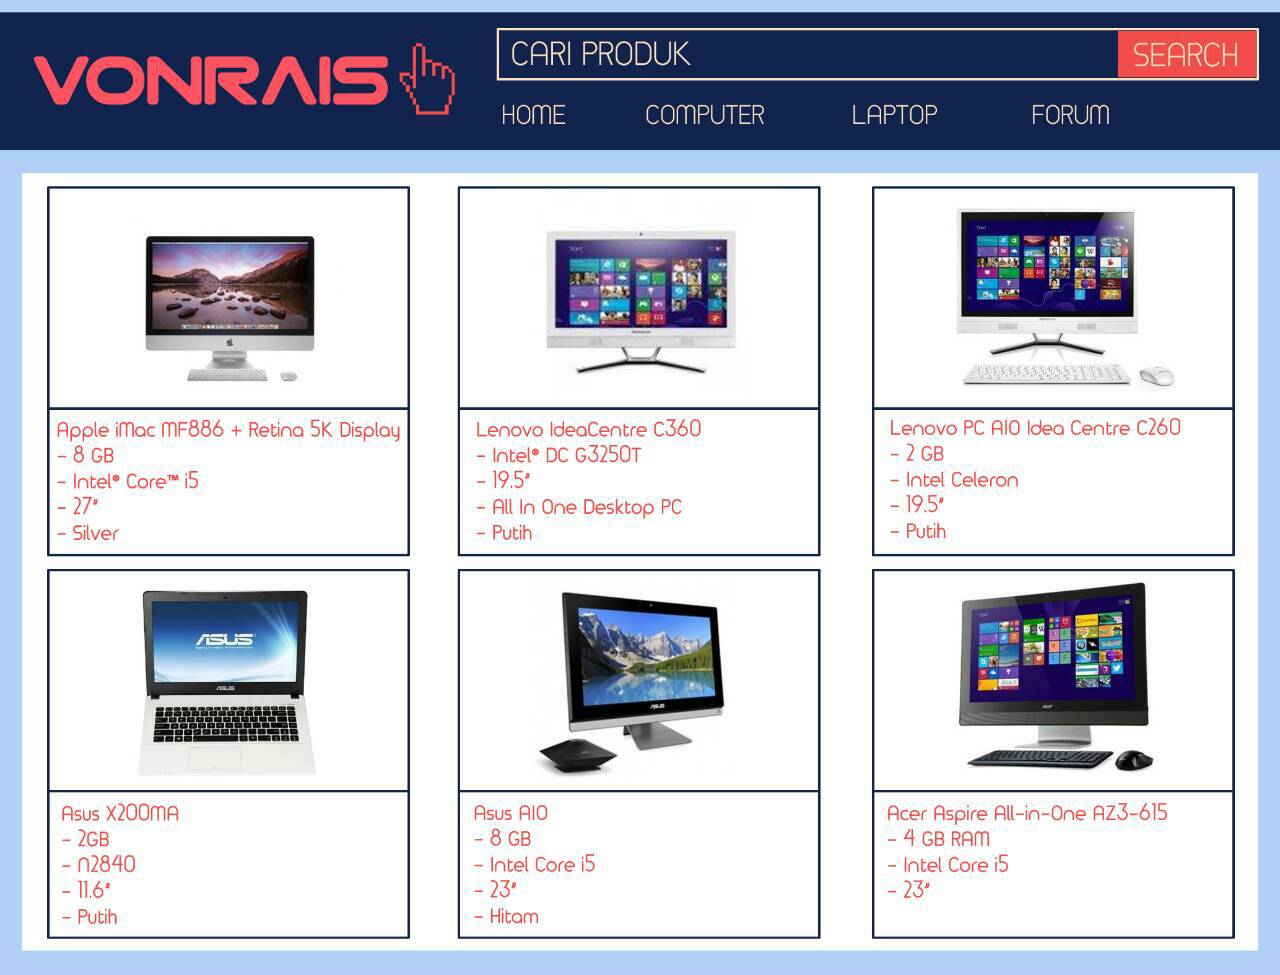 VONRAIS
CARI PRODUK
SEARCH
HOME
COMPUTER
LAPTOP
FORUM
Apple iMac MF886 + Retina 5K Display
- 8 GB
- Intel® Core™ i5
- 27"
- Silver
Lenovo IdeaCentre C360
- Intel® DC G3250T
- 19.5"
- All In One Desktop PC
- Putih
Lenovo PC AIO Idea Centre C260
- 2 GB
- Intel Celeron
- 19.5"
- Putih
ASUS
ASUS
Asus X200MA
- 2GB
- N2840
- 11.6"
- Putih
ASUS
Asus AIO
- 8 GB
- Intel Core i5
- 23"
- Hitam
Start
acer
Acer Aspire All-in-One AZ3-615
- 4 GB RAM
- Intel Core i5
- 23"